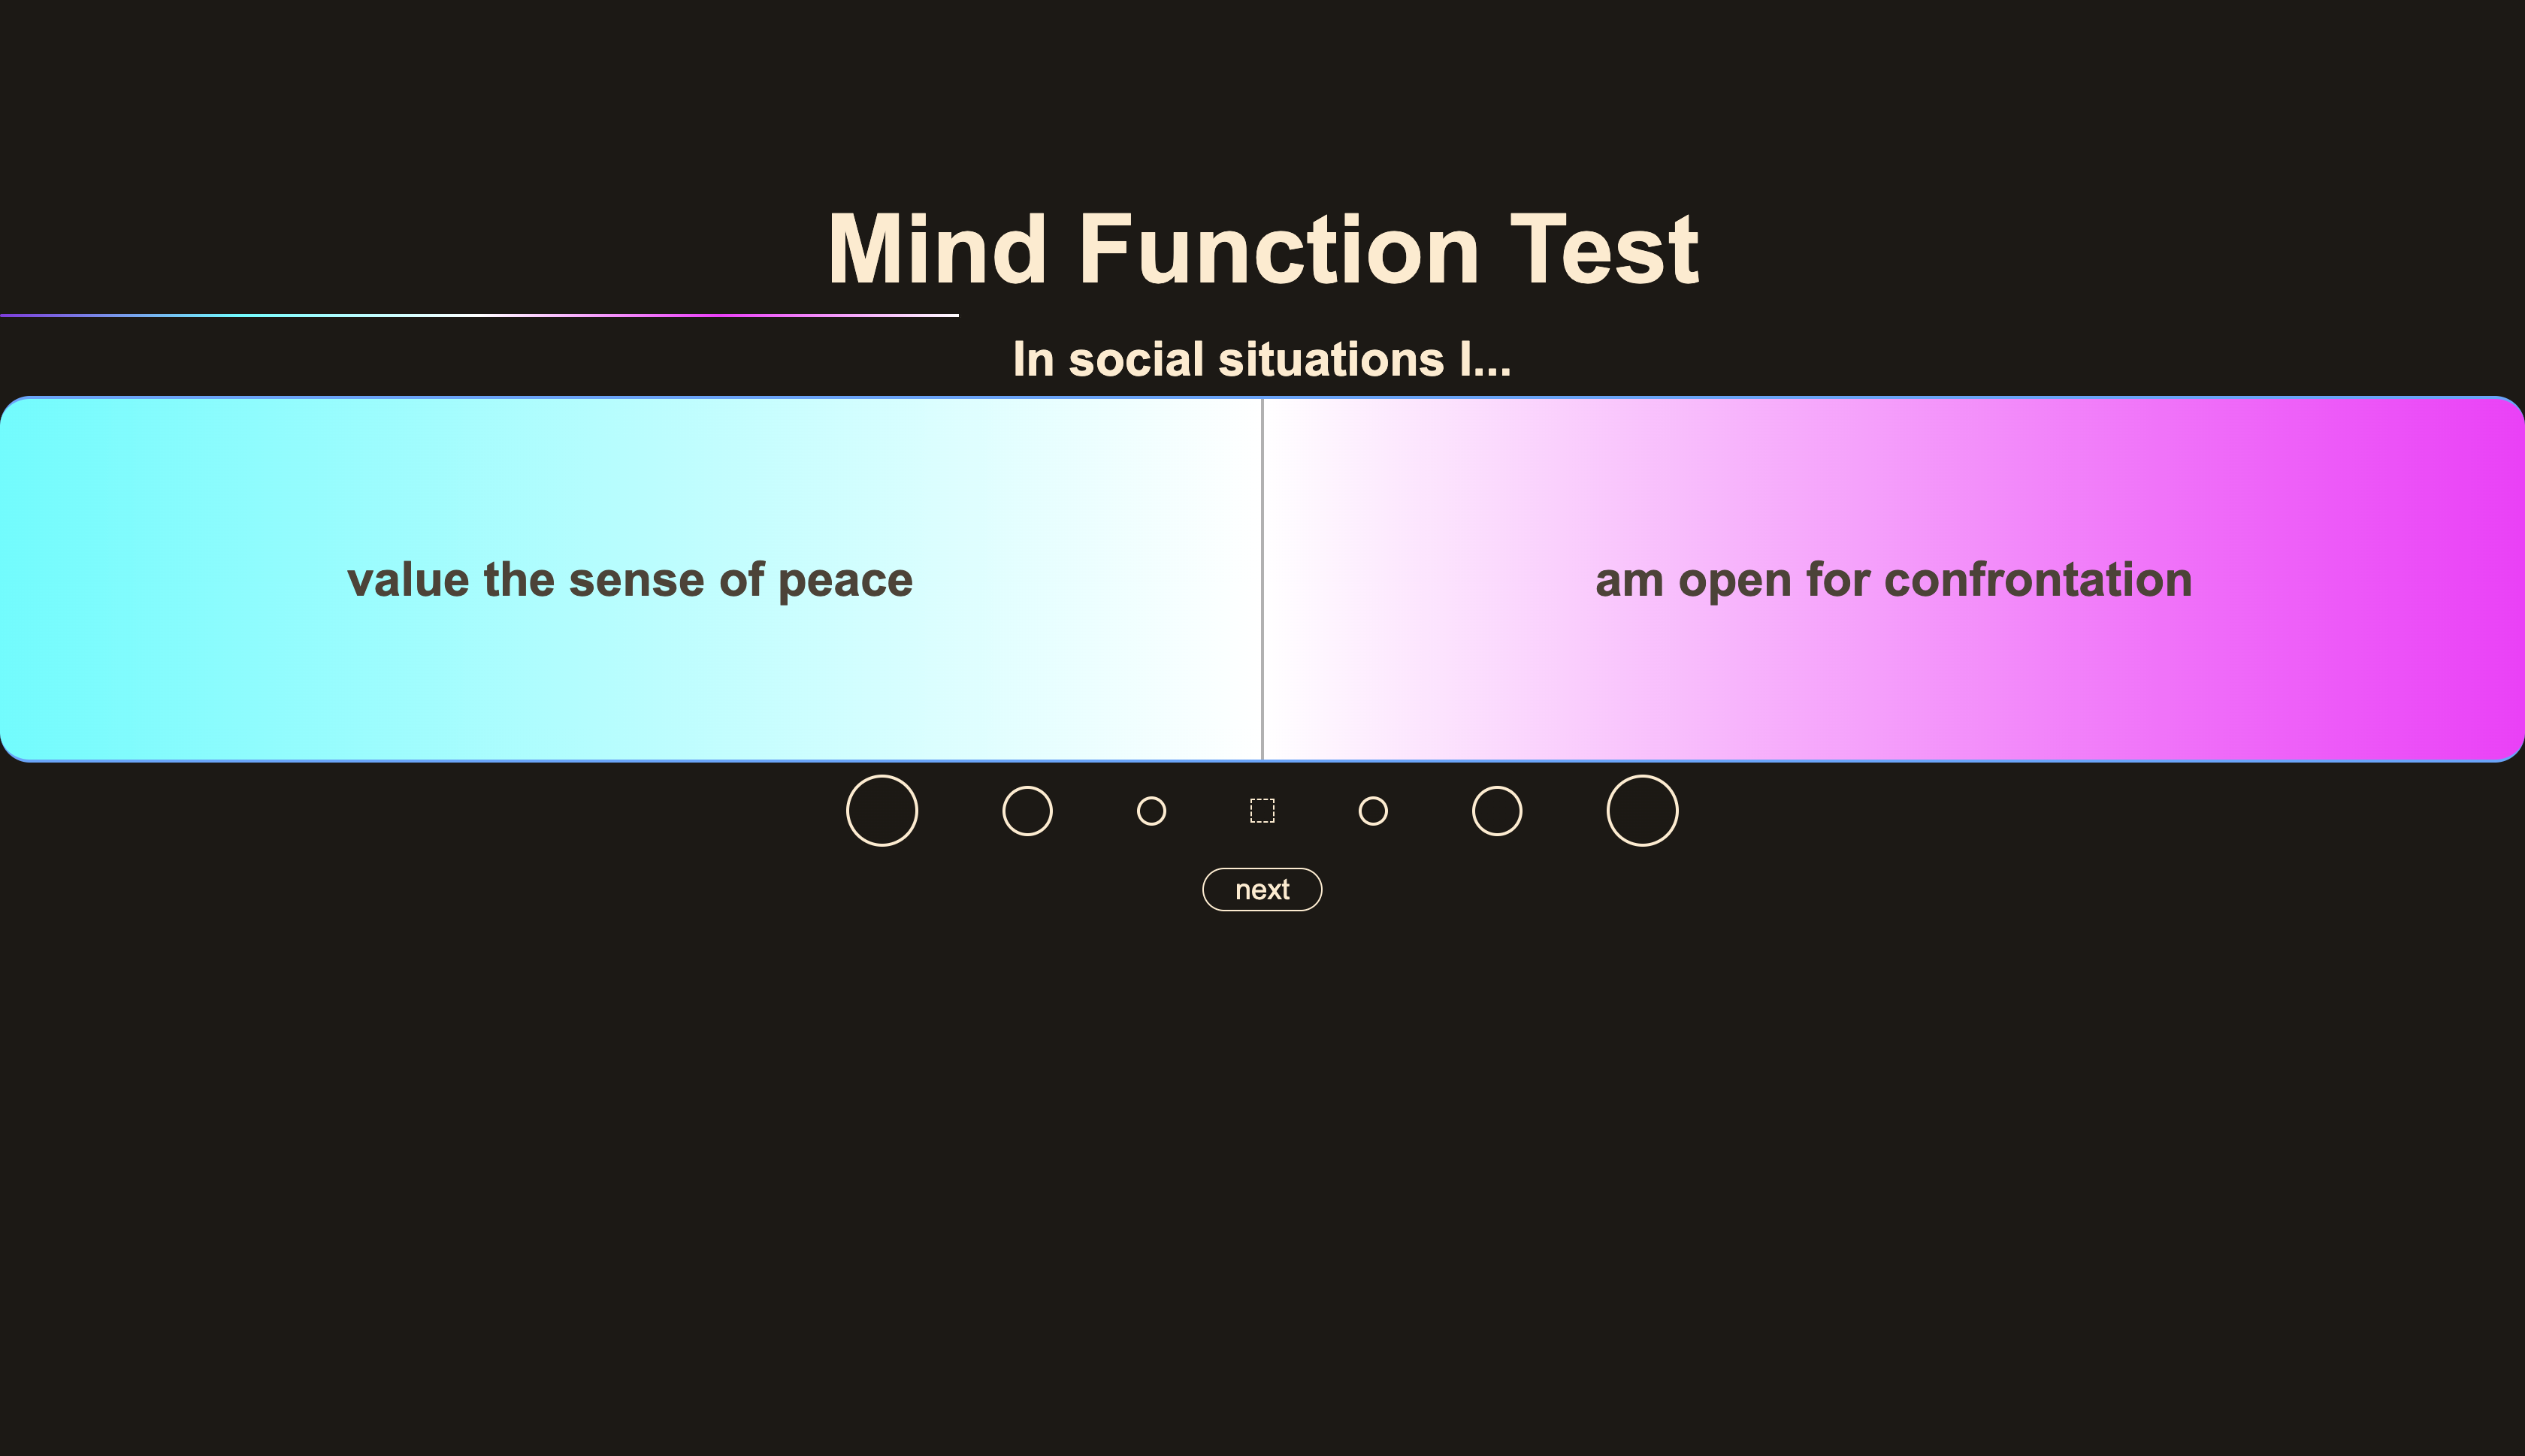 Mind Function Test
In social situations I...
value the sense of peace
am open for confrontation
next